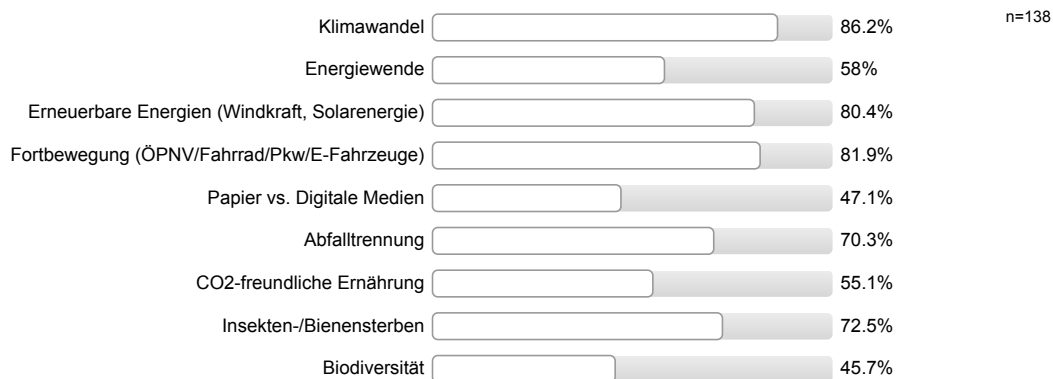 n=138
Klimawandel 86.2%
Energiewende 58%
Erneuerbare Energien (Windkraft, Solarenergie) 80.4%
Fortbewegung (ÖPNV/Fahrrad/Pkw/E-Fahrzeuge) 81.9%
Papier vs. Digitale Medien 47.1%
Abfalltrennung 70.3%
CO2-freundliche Ernährung 55.1%
Insekten-/Bienensterben 72.5%
Biodiversität 45.7%